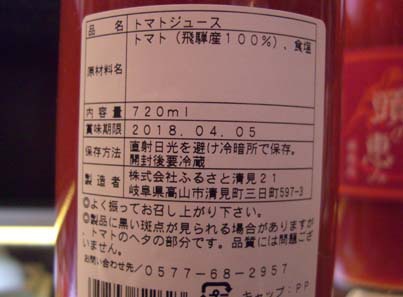 品名 トマトジュース
原材料名 トマト（飛騨産１００％）、食塩
内容量 ７２０ｍｌ
賞味期限 2018.04.05
保存方法 直射日光を避け冷暗所で保存。
開封後要冷蔵
製造者 株式会社ふるさと清見２１
岐阜県高山市清見町三日町597-3
◎よく振ってお召し上がり下さい。
◎製品に黒い斑点が見られる場合がありますが
、トマトのヘタの部分です。品質には問題ござ
いません。
お問い合わせ先／０５７７－６８－２９５７
キャップ：ＰＰ
恵み